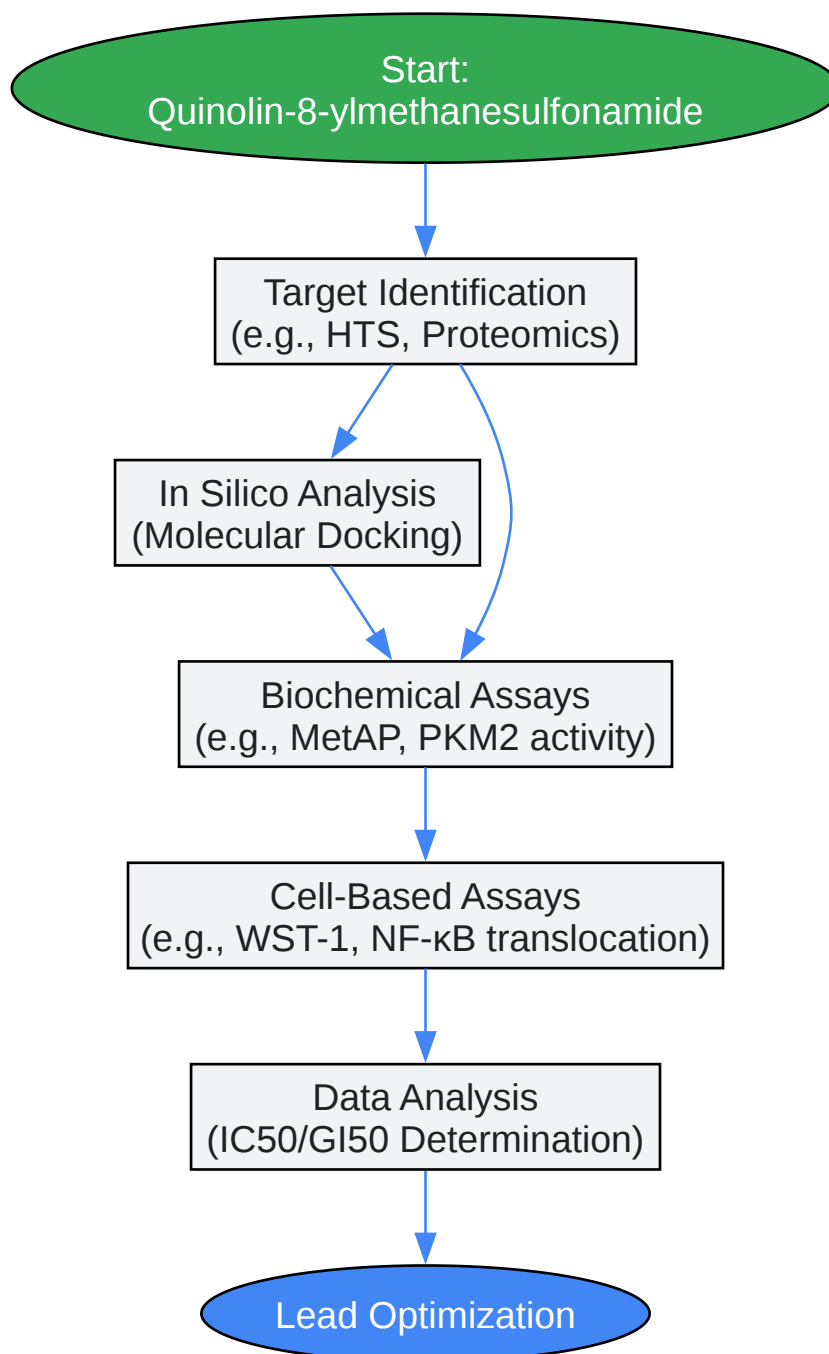 Start:
Quinolin-8-ylmethanesulfonamide
Target Identification
(e.g., HTS, Proteomics)
In Silico Analysis
(Molecular Docking)
Biochemical Assays
(e.g., MetAP, PKM2 activity)
Cell-Based Assays
(e.g., WST-1, NF-κB translocation)
Data Analysis
(IC50/GI50 Determination)
Lead Optimization